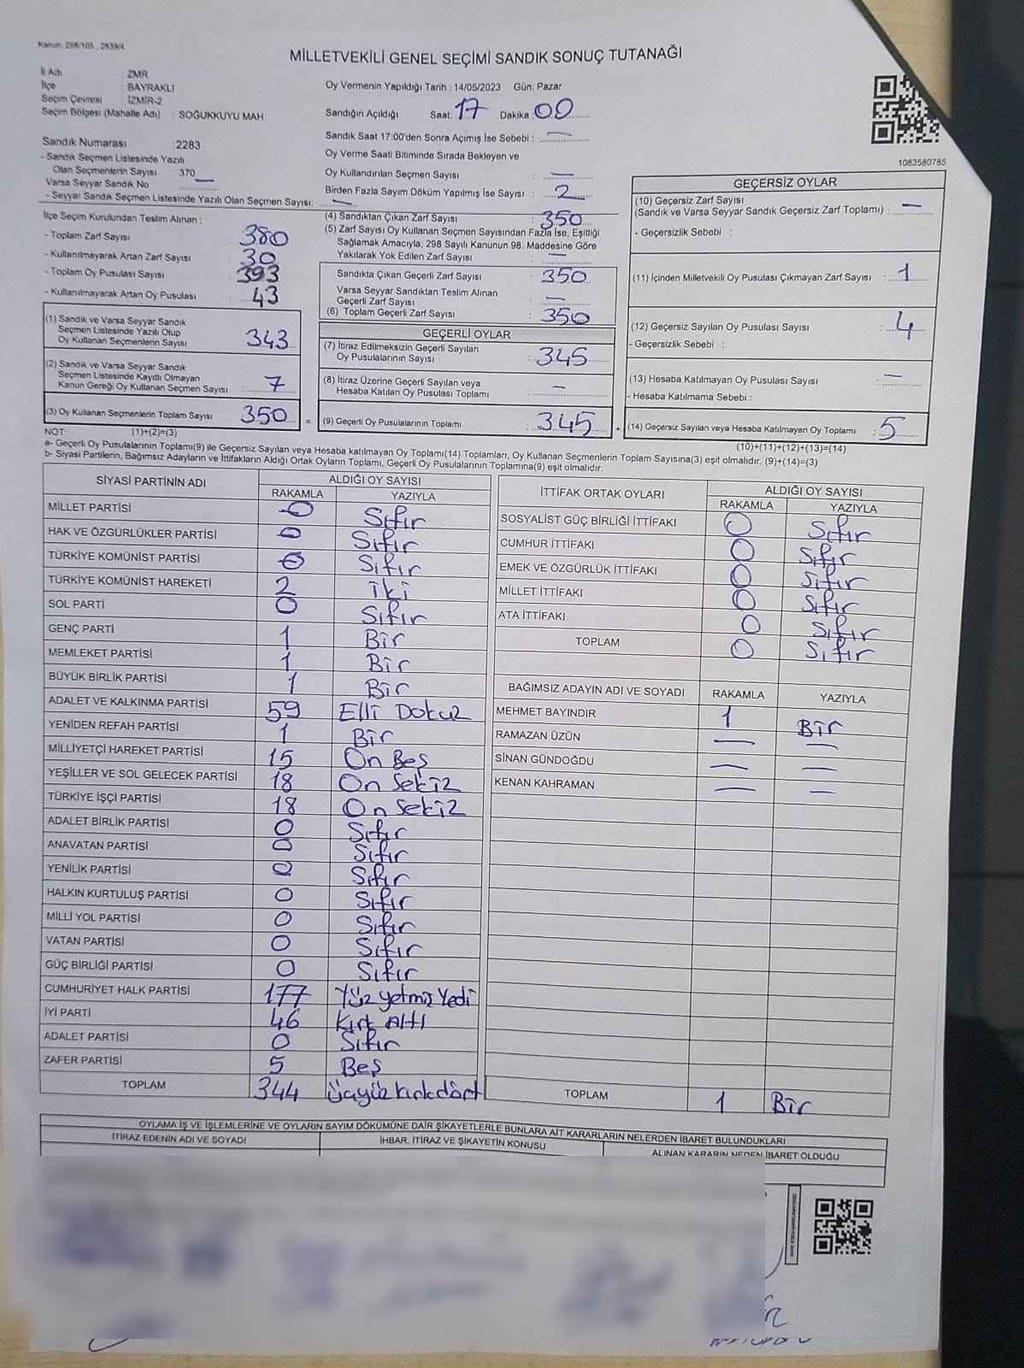 Kanun, 298/105 , 2839/4
MİLLETVEKİLİ GENEL SEÇİMİ SANDIK SONUÇ TUTANAĞI
İl Adı : ZMR
İlçe : BAYRAKLI
Seçim Çevresi : İZMİR-2
Seçim Bölgesi (Mahalle Adı) : SOĞUKKUYU MAH.
Sandık Numarası :2283
- Sandık Seçmen Listesinde Yazılı
Olan Seçmenlerin Sayısı : 370
Varsa Seyyar Sandık No : —
- Seyyar Sandık Seçmen Listesinde Yazılı Olan Seçmen Sayısı: —
Oy Vermenin Yapıldığı Tarih : 14/05/2023 Gün: Pazar
Sandığın Açıldığı Saat: 17 Dakika: 00
Sandık Saat 17:00'den Sonra Açımış İse Sebebi : —
Oy Verme Saati Bitiminde Sırada Bekleyen ve
Oy Kullandırılan Seçmen Sayısı : —
Birden Fazla Sayım Döküm Yapılmış İse Sayısı : 2
1083580785
İlçe Seçim Kurulundan Teslim Alınan :
- Toplam Zarf Sayısı : 380
- Kullanılmayarak Artan Zarf Sayısı : 30
- Toplam Oy Pusulası Sayısı : 393
- Kullanılmayarak Artan Oy Pusulası : 43
(1) Sandık ve Varsa Seyyar Sandık
Seçmen Listesinde Yazılı Olup
Oy Kullanan Seçmenlerin Sayısı : 343
(2) Sandık ve Varsa Seyyar Sandık
Seçmen Listesinde Kayıtlı Olmayan
Kanun Gereği Oy Kullanan Seçmen Sayısı : 7
(3) Oy Kullanan Seçmenlerin Toplam Sayısı : 350 =
(4) Sandıktan Çıkan Zarf Sayısı : 350
(5) Zarf Sayısı Oy Kullanan Seçmen Sayısından Fazla İse, Eşitliği
Sağlamak Amacıyla, 298 Sayılı Kanunun 98. Maddesine Göre
Yakılarak Yok Edilen Zarf Sayısı : —
Sandıkta Çıkan Geçerli Zarf Sayısı : 350
Varsa Seyyar Sandıktan Teslim Alınan
Geçerli Zarf Sayısı : —
(6) Toplam Geçerli Zarf Sayısı : 350
GEÇERLİ OYLAR
(7) İtiraz Edilmeksizin Geçerli Sayılan
Oy Pusulalarının Sayısı : 345
(8) İtiraz Üzerine Geçerli Sayılan veya
Hesaba Katılan Oy Pusulası Toplamı : —
(9) Geçerli Oy Pusulalarının Toplamı : 345 +
GEÇERSİZ OYLAR
(10) Geçersiz Zarf Sayısı
(Sandık ve Varsa Seyyar Sandık Geçersiz Zarf Toplamı) : —
- Geçersizlik Sebebi :
(11) İçinden Milletvekili Oy Pusulası Çıkmayan Zarf Sayısı : 1
(12) Geçersiz Sayılan Oy Pusulası Sayısı : 4
- Geçersizlik Sebebi :
(13) Hesaba Katılmayan Oy Pusulası Sayısı : —
- Hesaba Katılmama Sebebi :
(14) Geçersiz Sayılan veya Hesaba Katılmayan Oy Toplamı : 5
NOT: (1)+(2)=(3) (10)+(11)+(12)+(13)=(14)
a- Geçerli Oy Pusulalarının Toplamı(9) ile Geçersiz Sayılan veya Hesaba Katılmayan Oy Toplamı(14) Toplamları, Oy Kullanan Seçmenlerin Toplam Sayısına(3) eşit olmalıdır. (9)+(14)=(3)
b- Siyasi Partilerin, Bağımsız Adayların ve İttifakların Aldığı Ortak Oyların Toplamı, Geçerli Oy Pusulalarının Toplamına(9) eşit olmalıdır.
SİYASİ PARTİNİN ADI ALDIĞI OY SAYISI
RAKAMLA YAZIYLA
MİLLET PARTİSİ 0 Sıfır
HAK VE ÖZGÜRLÜKLER PARTİSİ 0 Sıfır
TÜRKİYE KOMÜNİST PARTİSİ 0 Sıfır
TÜRKİYE KOMÜNİST HAREKETİ 2 iki
SOL PARTİ 0 Sıfır
GENÇ PARTİ 1 Bir
MEMLEKET PARTİSİ 1 Bir
BÜYÜK BİRLİK PARTİSİ 1 Bir
ADALET VE KALKINMA PARTİSİ 59 Elli Dokuz
YENİDEN REFAH PARTİSİ 1 Bir
MİLLİYETÇİ HAREKET PARTİSİ 15 On Beş
YEŞİLLER VE SOL GELECEK PARTİSİ 18 On Sekiz
TÜRKİYE İŞÇİ PARTİSİ 18 On Sekiz
ADALET BİRLİK PARTİSİ 0 Sıfır
ANAVATAN PARTİSİ 0 Sıfır
YENİLİK PARTİSİ 0 Sıfır
HALKIN KURTULUŞ PARTİSİ 0 Sıfır
MİLLİ YOL PARTİSİ 0 Sıfır
VATAN PARTİSİ 0 Sıfır
GÜÇ BİRLİĞİ PARTİSİ 0 Sıfır
CUMHURİYET HALK PARTİSİ 177 Yüz yetmiş Yedi
İYİ PARTİ 46 Kırk Altı
ADALET PARTİSİ 0 Sıfır
ZAFER PARTİSİ 5 Beş
TOPLAM 344 üçyüz kırkdört
İTTİFAK ORTAK OYLARI ALDIĞI OY SAYISI
RAKAMLA YAZIYLA
SOSYALİST GÜÇ BİRLİĞİ İTTİFAKI 0 Sıfır
CUMHUR İTTİFAKI 0 Sıfır
EMEK VE ÖZGÜRLÜK İTTİFAKI 0 Sıfır
MİLLET İTTİFAKI 0 Sıfır
ATA İTTİFAKI 0 Sıfır
TOPLAM 0 Sıfır
BAĞIMSIZ ADAYIN ADI VE SOYADI RAKAMLA YAZIYLA
MEHMET BAYINDIR 1 Bir
RAMAZAN ÜZÜN — —
SİNAN GÜNDOĞDU — —
KENAN KAHRAMAN — —
TOPLAM 1 Bir
OYLAMA İŞ VE İŞLEMLERİNE VE OYLARIN SAYIM DÖKÜMÜNE DAİR ŞİKAYETLERLE BUNLARA AİT KARARLARIN NELERDEN İBARET BULUNDUKLARI
İTİRAZ EDENİN ADI VE SOYADI İHBAR, İTİRAZ VE ŞİKAYETİN KONUSU ALINAN KARARIN NEDEN İBARET OLDUĞU